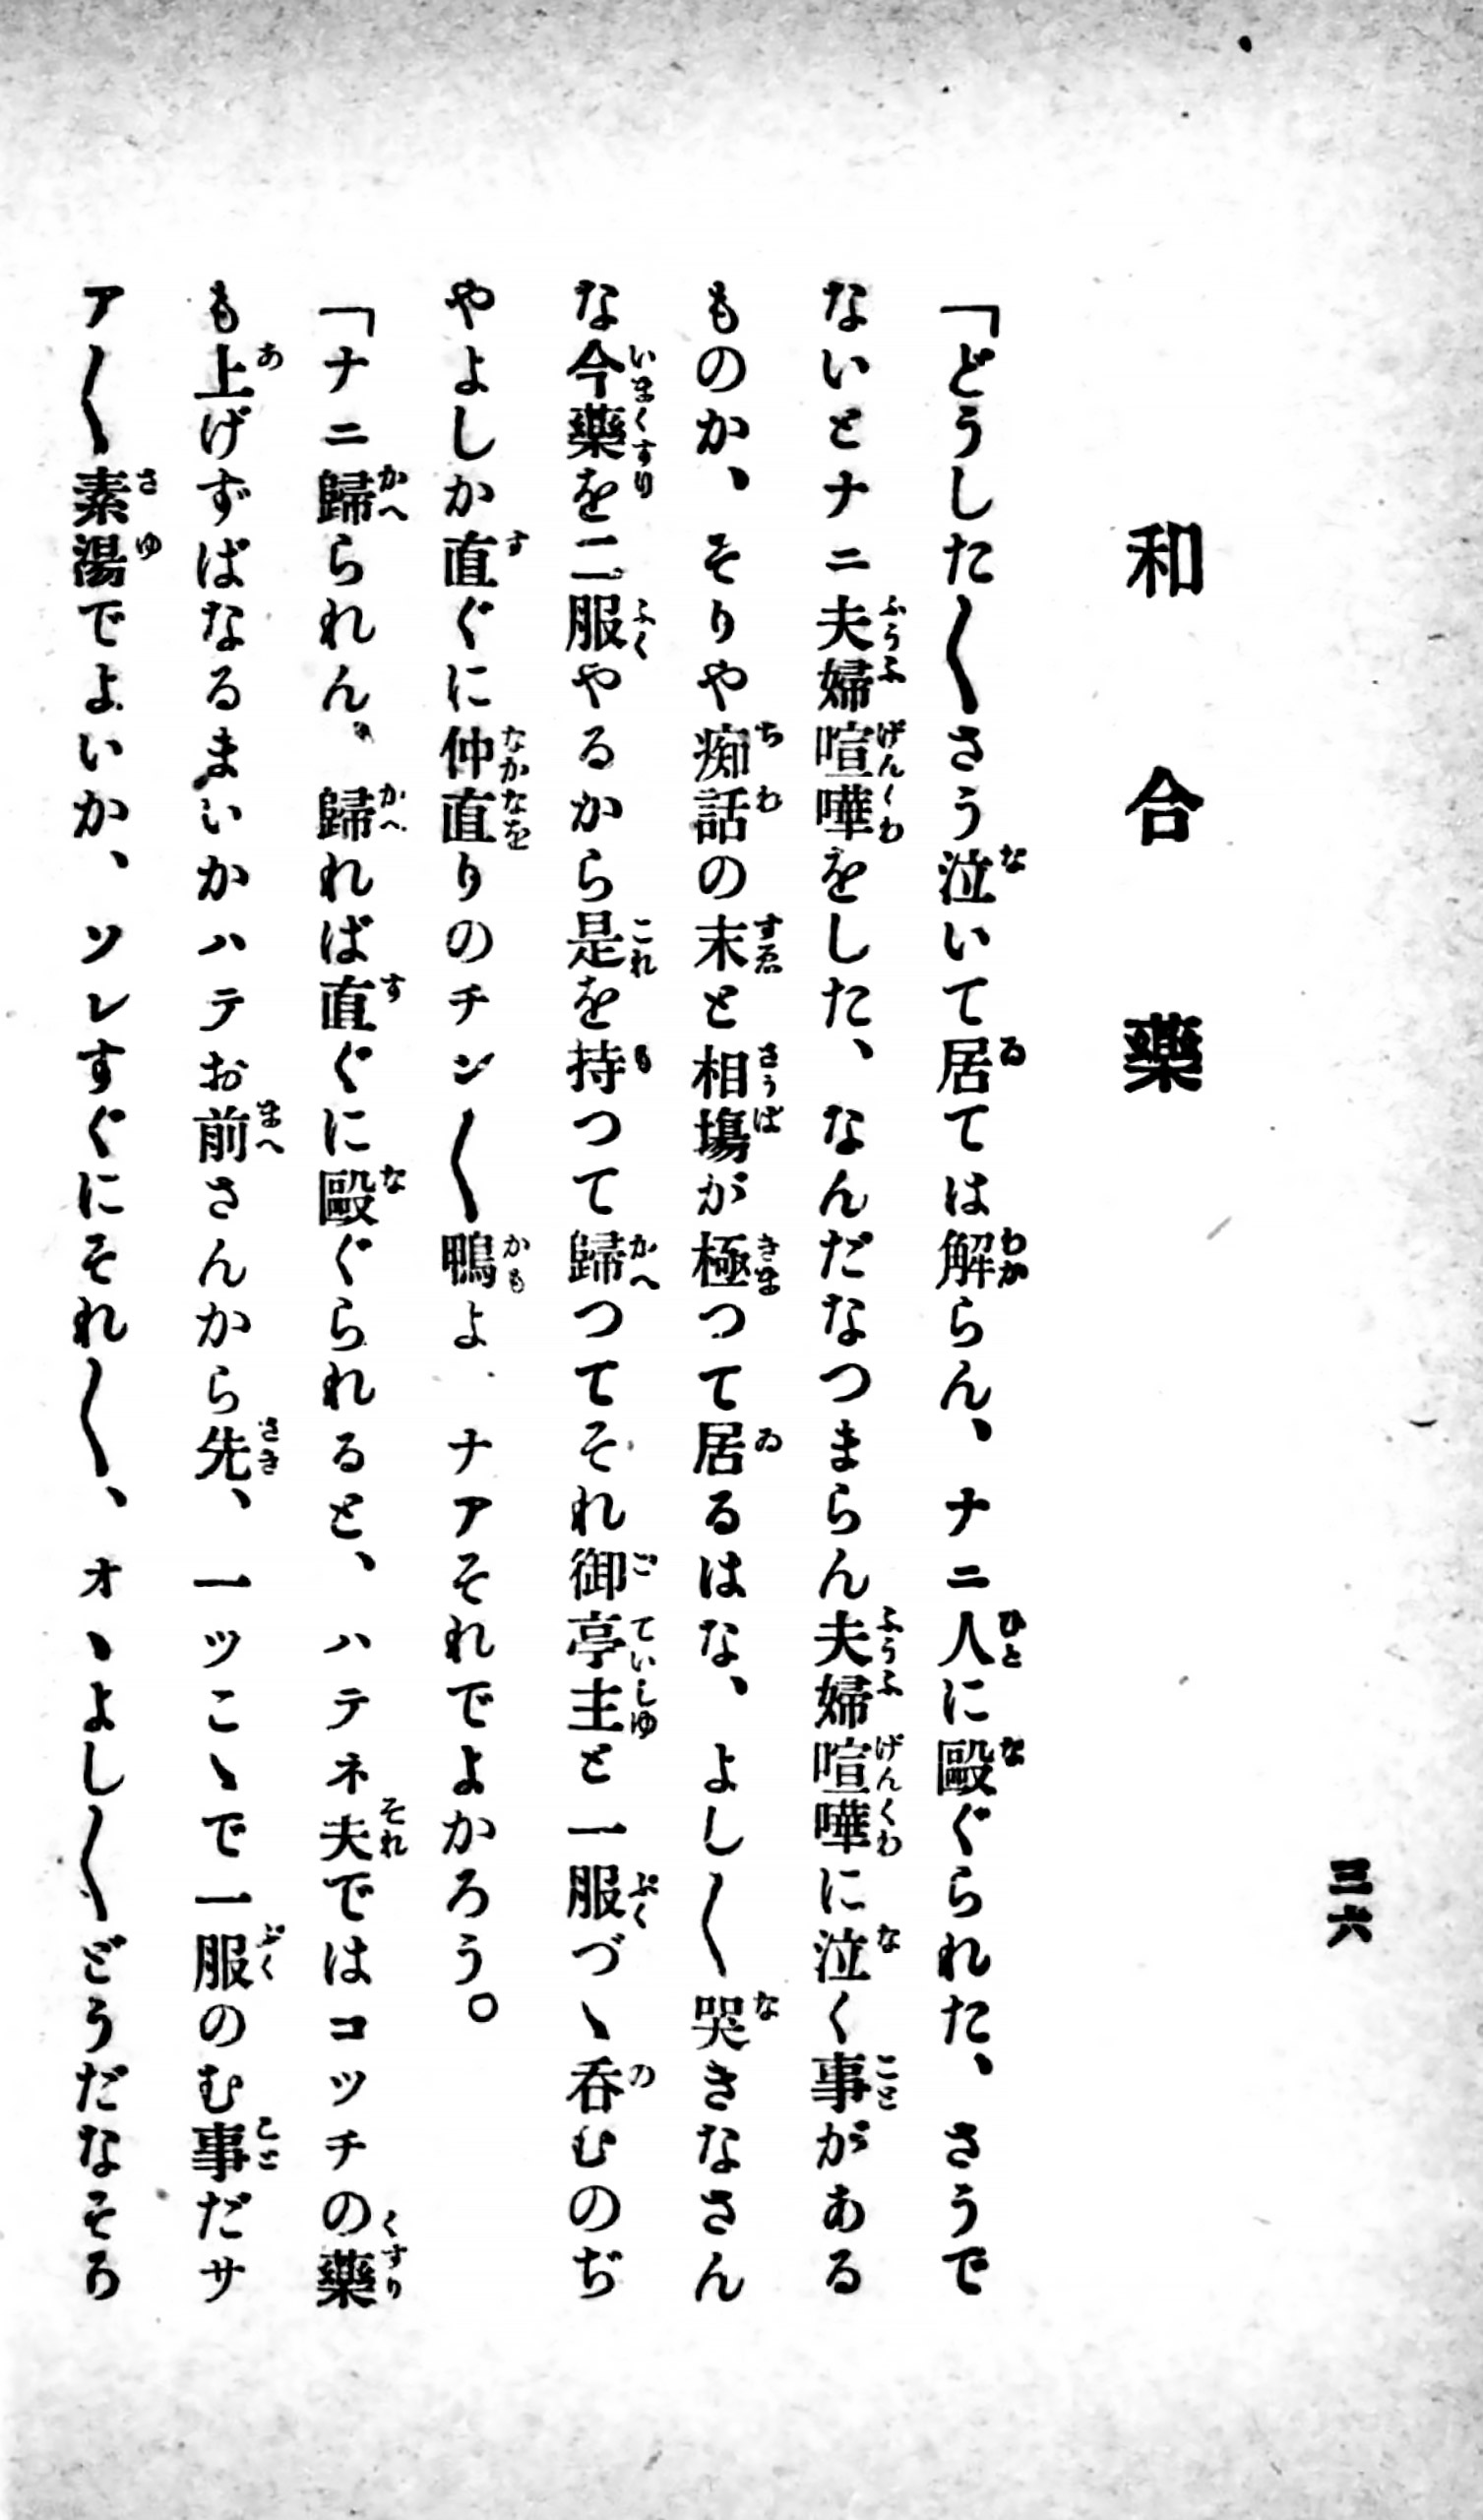 三六
和合藥
「どうした〳〵さう泣いて居ては解らん、ナニ人に毆ぐられた、さうで
ないとナニ夫婦喧嘩をした、なんだなつまらん夫婦喧嘩に泣く事がある
ものか、そりや痴話の末と相塲が極つて居るはな、よし〳〵哭きなさん
な今藥を二服やるから是を持つて歸つてそれ御亭主と一服づゝ呑むのぢ
やよしか直ぐに仲直りのチン〳〵鴨よ ナアそれでよかろう。
「ナニ歸られん、歸れば直ぐに毆ぐられると、ハテネ夫ではコッチの藥
も上げずばなるまいかハテお前さんから先、一ッこゝで一服のむ事だサ
ア〳〵素湯でよいか、ソレすぐにそれ〳〵、オヽよし〳〵どうだなそろ